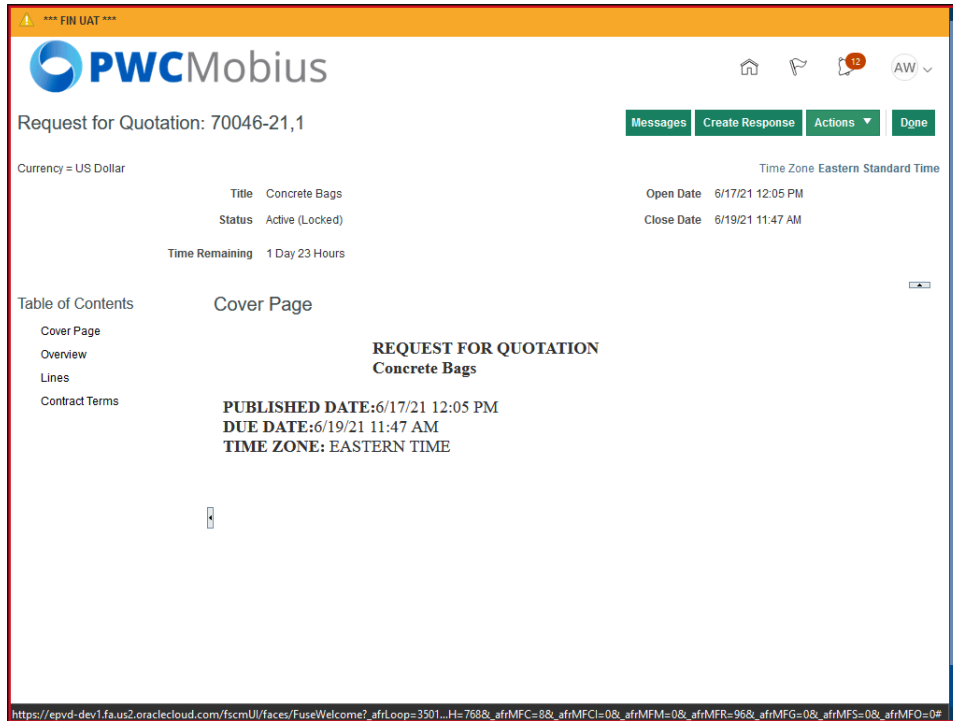 *** FIN UAT ***
PWCMobius
12
AW
Request for Quotation: 70046-21,1
Messages
Create Response
Actions
Done
Currency = US Dollar
Time Zone Eastern Standard Time
Title Concrete Bags
Open Date 6/17/21 12:05 PM
Status Active (Locked)
Close Date 6/19/21 11:47 AM
Time Remaining 1 Day 23 Hours
Table of Contents
Cover Page
Cover Page
Overview
Lines
Contract Terms
REQUEST FOR QUOTATION
Concrete Bags
PUBLISHED DATE:6/17/21 12:05 PM
DUE DATE:6/19/21 11:47 AM
TIME ZONE: EASTERN TIME
https://epvd-dev1.fa.us2.oraclecloud.com/fscmUI/faces/FuseWelcome?_afrLoop=3501...H=768&_afrMFC=8&_afrMFCI=0&_afrMFM=0&_afrMFR=96&_afrMFG=0&_afrMFS=0&_afrMFO=0#